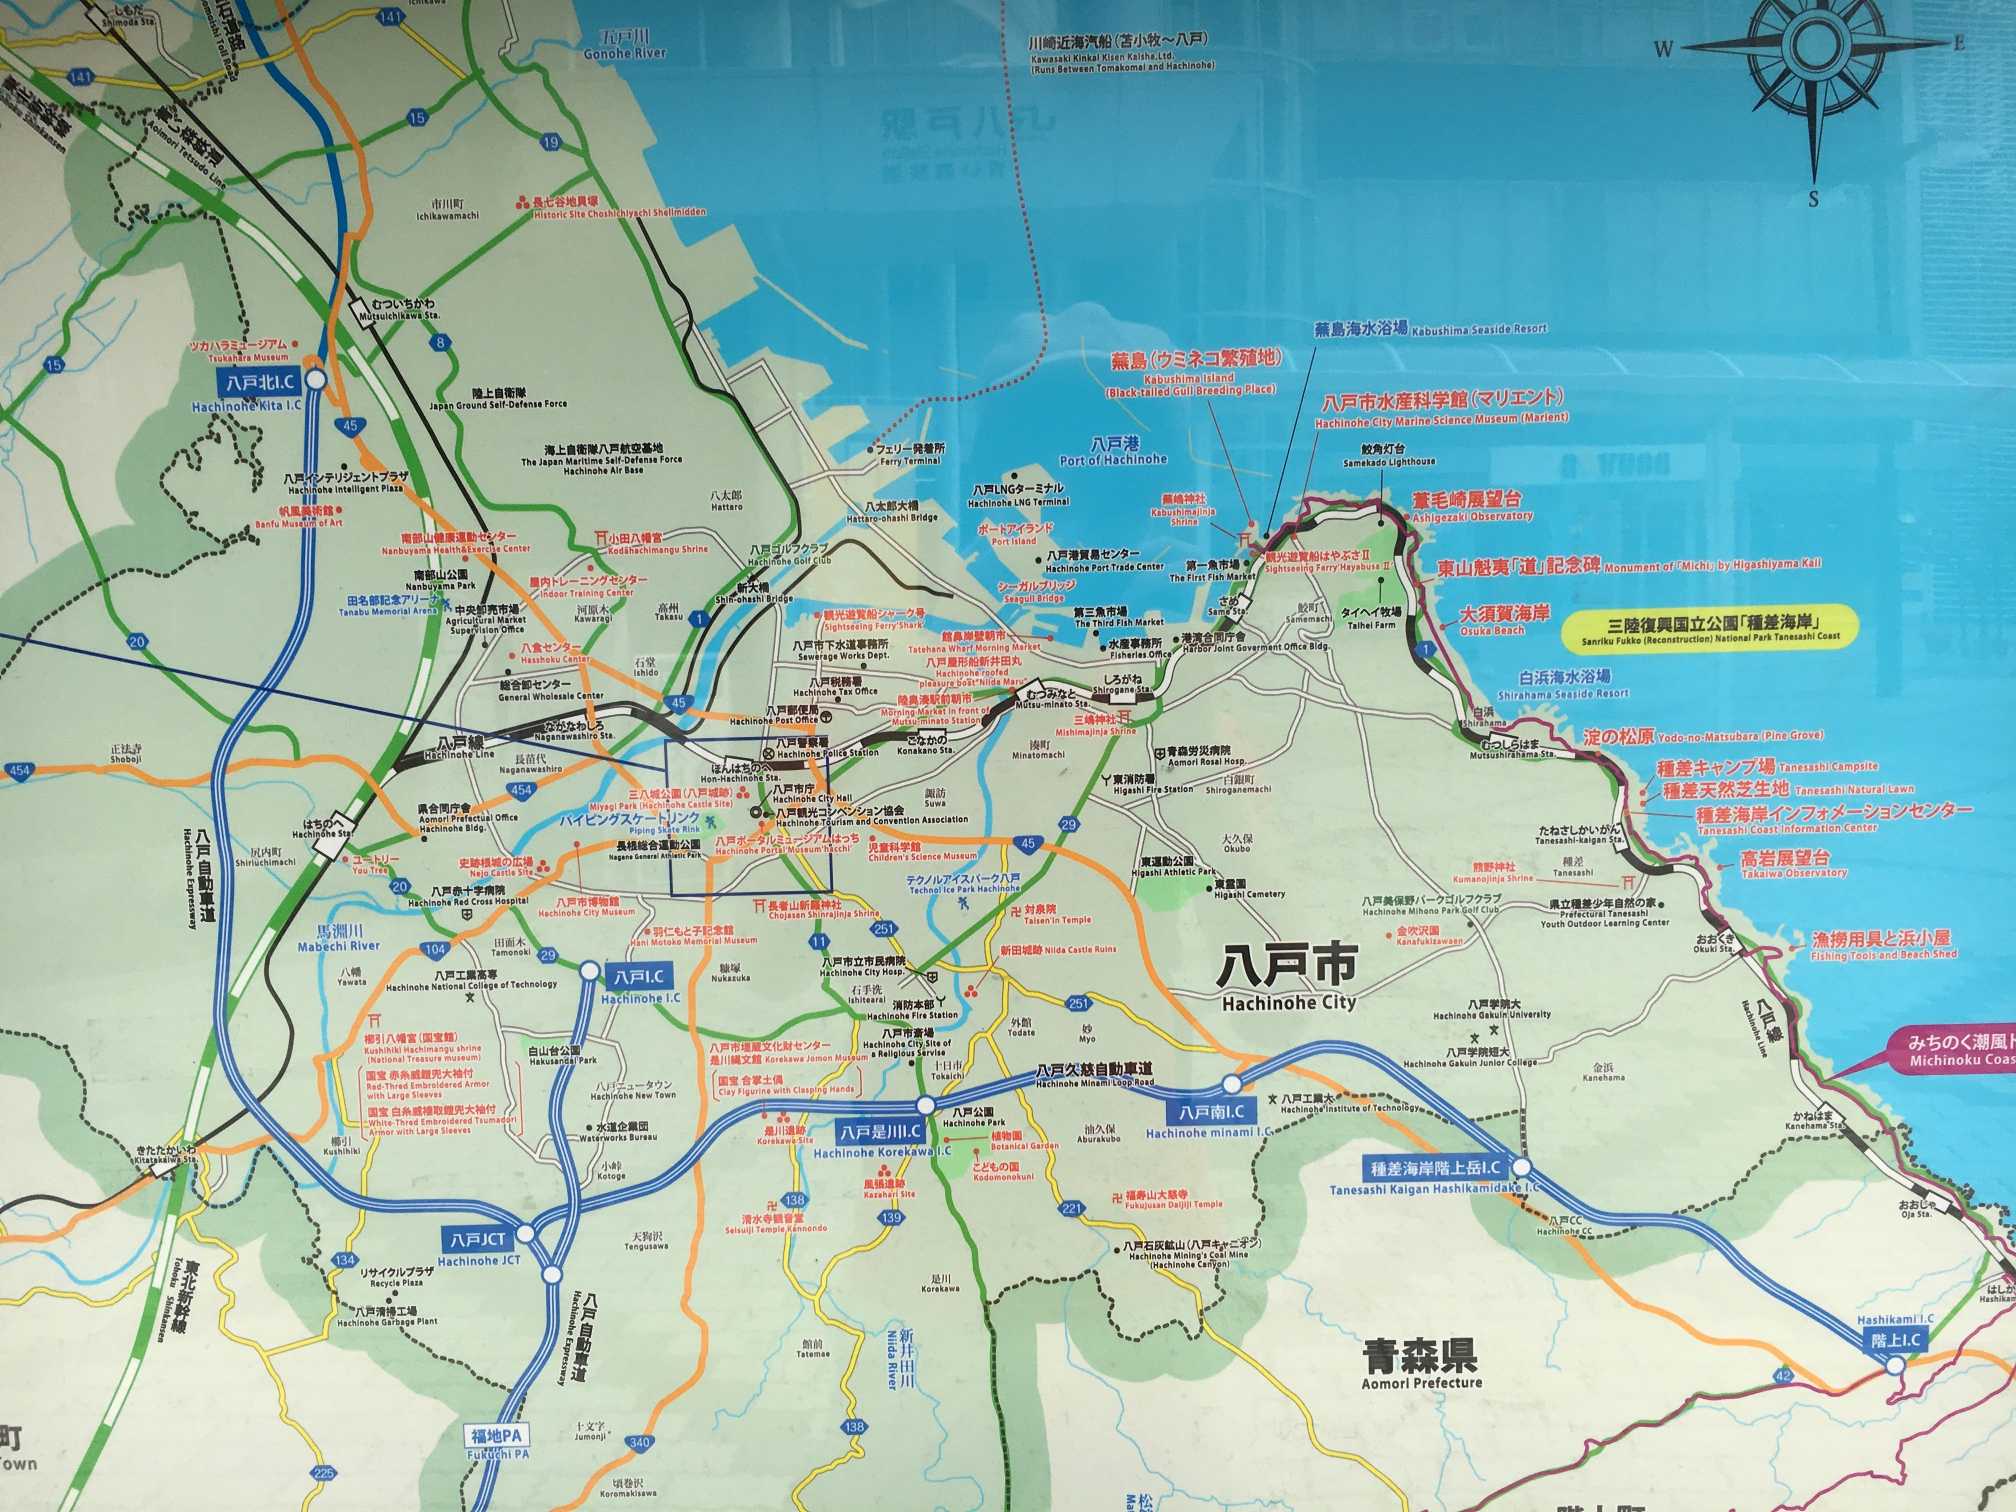 しもだ
Shimoda Sta.
141
141
15
19
五戸川
Gonohe River
川崎近海汽船(苫小牧〜八戸)
Kawasaki Kinkai Kisen Kaisha,Ltd.
(Runs Between Tomakomai and Hachinohe)
W
E
S
青い森鉄道
Aoimori Tetsudo Line
市川町
Ichikawamachi
長七谷地貝塚
Historic Site Choshichiyachi Shellmidden
むついちかわ
Mutsuichikawa Sta.
ツカハラミュージアム
Tsukahara Museum
八戸北I.C
Hachinohe Kita I.C
15
8
45
陸上自衛隊
Japan Ground Self-Defense Force
海上自衛隊八戸航空基地
The Japan Maritime Self-Defense Force
Hachinohe Air Base
八戸インテリジェントプラザ
Hachinohe Intelligent Plaza
帆風美術館
Banfu Museum of Art
南部山健康運動センター
Nanbuyama Health&Exercise Center
南部山公園
Nanbuyama Park
田名部記念アリーナ
Tanabu Memorial Arena
中央卸売市場
Agricultural Market
Supervision Office
小田八幡宮
Kodāhachimangu Shrine
屋内トレーニングセンター
Indoor Training Center
河原木
Kawaragi
高州
Takasu
八太郎
Hattaro
八戸ゴルフクラブ
Hachinohe Golf Club
新大橋
Shin-ohashi Bridge
フェリー発着所
Ferry Terminal
八太郎大橋
Hattaro-ohashi Bridge
八戸港
Port of Hachinohe
八戸LNGターミナル
Hachinohe LNG Terminal
ポートアイランド
Port Island
八戸港貿易センター
Hachinohe Port Trade Center
シーガルブリッジ
Seagull Bridge
第三魚市場
The Third Fish Market
水産事務所
Fisheries Office
港湾合同庁舎
Harbor Joint Goverment Office Bldg.
蕪島海水浴場 Kabushima Seaside Resort
蕪島(ウミネコ繁殖地)
Kabushima Island
(Black-tailed Gull Breeding Place)
八戸市水産科学館(マリエント)
Hachinohe City Marine Science Museum (Marient)
鮫角灯台
Samekado Lighthouse
蕪嶋神社
Kabushimajinja
Shrine
葦毛崎展望台
Ashigezaki Observatory
第一魚市場
The First Fish Market
観光遊覧船はやぶさⅡ
Sightseeing Ferry"Hayabusa Ⅱ"
さめ
Same Sta.
鮫町
Samemachi
タイヘイ牧場
Taihei Farm
東山魁夷「道」記念碑 Monument of「Michi」by Higashiyama Kaii
大須賀海岸
Osuka Beach
三陸復興国立公園「種差海岸」
Sanriku Fukko (Reconstruction) National Park Tanesashi Coast
1
白浜海水浴場
Shirahama Seaside Resort
白浜
Shirahama
むつしらはま
Mutsushirahama Sta.
淀の松原 Yodo-no-Matsubara (Pine Grove)
種差キャンプ場 Tanesashi Campsite
種差天然芝生地 Tanesashi Natural Lawn
種差海岸インフォメーションセンター
Tanesashi Coast Information Center
高岩展望台
Takaiwa Observatory
たねさしかいがん
Tanesashi-kaigan Sta.
種差
Tanesashi
熊野神社
Kumanojinja Shrine
県立種差少年自然の家
Prefectural Tanesashi
Youth Outdoor Learning Center
八戸美保野パークゴルフクラブ
Hachinohe Mihono Park Golf Club
金吹沢園
Kanafukizawaen
おおくき
Okuki Sta.
漁撈用具と浜小屋
Fishing Tools and Beach Shed
20
八食センター
Hasshoku Center
総合卸センター
General Wholesale Center
石堂
Ishido
1
45
観光遊覧船シャーク号
Sightseeing Ferry"Shark"
八戸市下水道事務所
Sewerage Works Dept.
八戸税務署
Hachinohe Tax Office
八戸郵便局
Hachinohe Post Office
八戸警察署
Hachinohe Police Station
館鼻岸壁朝市
Tatehana Wharf Morning Market
八戸屋形船新井田丸
Hachinohe roofed
pleasure boat"Niida Maru"
陸奥湊駅前朝市
Morning Market in front of
Mutsu-minato Station
むつみなと
Mutsu-minato Sta.
しろがね
Shirogane Sta.
三嶋神社
Mishimajinja Shrine
湊町
Minatomachi
こなかの
Konakano Sta.
青森労災病院
Aomori Rosai Hosp.
東消防署
Higashi Fire Station
白銀町
Shiroganemachi
大久保
Okubo
東運動公園
Higashi Athletic Park
東霊園
Higashi Cemetery
29
45
正法寺
Shoboji
454
八戸線
Hachinohe Line
ながなわしろ
Naganawashiro Sta.
長苗代
Naganawashiro
454
ほんはちのへ
Hon-Hachinohe Sta.
三八城公園(八戸城跡)
Miyagi Park (Hachinohe Castle Site)
パイピングスケートリンク
Piping Skate Rink
長根総合運動公園
Nagane General Athletic Park
八戸市庁
Hachinohe City Hall
八戸観光コンベンション協会
Hachinohe Tourism and Convention Association
八戸ポータルミュージアムはっち
Hachinohe Portal Museum"hacchi"
諏訪
Suwa
児童科学館
Children's Science Museum
テクノルアイスパーク八戸
Technol Ice Park Hachinohe
はちのへ
Hachinohe Sta.
県合同庁舎
Aomori Prefectual Office
Hachinohe Bldg.
尻内町
Shiriuchimachi
ユートリー
You Tree
史跡根城の広場
Nejo Castle Site
20
八戸赤十字病院
Hachinohe Red Cross Hospital
八戸市博物館
Hachinohe City Museum
羽仁もと子記念館
Hani Motoko Memorial Museum
長者山新羅神社
Chojasan Shinrajinja Shrine
対泉院
Taisen'in Temple
新田城跡 Niida Castle Ruins
251
11
馬淵川
Mabechi River
八戸自動車道
Hachinohe Expressway
104
田面木
Tamonoki
29
八幡
Yawata
八戸工業高専
Hachinohe National College of Technology
八戸I.C
Hachinohe I.C
糠塚
Nukazuka
八戸市立市民病院
Hachinohe City Hosp.
石手洗
Ishitearai
消防本部
Hachinohe Fire Station
八戸市斎場
Hachinohe City Site of
a Religious Servise
八戸市
Hachinohe City
251
外館
Todate
妙
Myo
八戸学院大
Hachinohe Gakuin University
八戸学院短大
Hachinohe Gakuin Junior College
金浜
Kanehama
八戸線
Hachinohe Line
みちのく潮風ト
Michinoku Coa
櫛引八幡宮(国宝館)
Kushihiki Hachimangu shrine
(National Treasure museum)
国宝 赤糸威鎧兜大袖付
Red-Thred Embroidered Armor
with Large Sleeves
国宝 白糸威褄取鎧兜大袖付
White-Thred Embroidered Tsumadori
Armor with Large Sleeves
白山台公園
Hakusandai Park
八戸ニュータウン
Hachinohe New Town
水道企業団
Waterworks Bureau
小峠
Kotoge
八戸市埋蔵文化財センター
是川縄文館 Korekawa Jomon Museum
国宝 合掌土偶
Clay Figurine with Clasping Hands
是川遺跡
Korekawa Site
十日市
Tokaichi
八戸久慈自動車道
Hachinohe Minami Loop Road
八戸是川I.C
Hachinohe Korekawa I.C
八戸公園
Hachinohe Park
植物園
Botanical Garden
こどもの国
Kodomonokuni
油久保
Aburakubo
八戸南I.C
Hachinohe minami I.C
八戸工業大
Hachinohe Institute of Technology
種差海岸階上岳I.C
Tanesashi Kaigan Hashikamidake I.C
かねはま
Kanehama Sta.
おおじゃ
Oja Sta.
八戸CC
Hachinohe CC
櫛引
Kushihiki
きたたかいわ
Kitatakaiwa Sta.
東北新幹線
Tohoku Shinkansen
風張遺跡
Kazahari Site
138
139
清水寺観音堂
Seisuiji Temple Kannondo
221
福寿山大慈寺
Fukujusan Daijiji Temple
八戸石灰鉱山(八戸キャニオン)
Hachinohe Mining's Coal Mine
(Hachinohe Canyon)
八戸JCT
Hachinohe JCT
天狗沢
Tengusawa
134
リサイクルプラザ
Recycle Plaza
八戸清掃工場
Hachinohe Garbage Plant
八戸自動車道
Hachinohe Expressway
是川
Korekawa
館前
Tatemae
新井田川
Niida River
青森県
Aomori Prefecture
Hashikami I.C
階上I.C
42
福地PA
Fukuchi PA
十文字
Jumonji
340
138
225
頃巻沢
Koromakisawa
町
Town